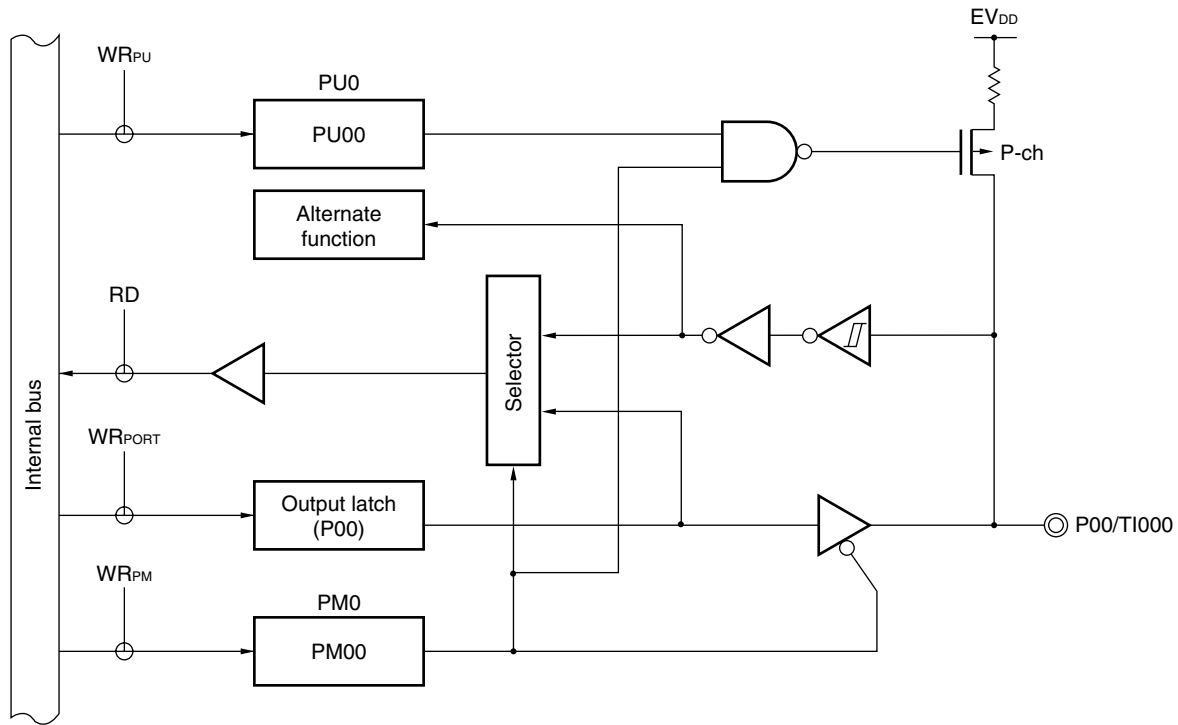 EVDD
WRPU
PU0
PU00
P-ch
Alternate
function
RD
Selector
Internal bus
WRPORT
Output latch
(P00)
P00/TI000
WRPM
PM0
PM00